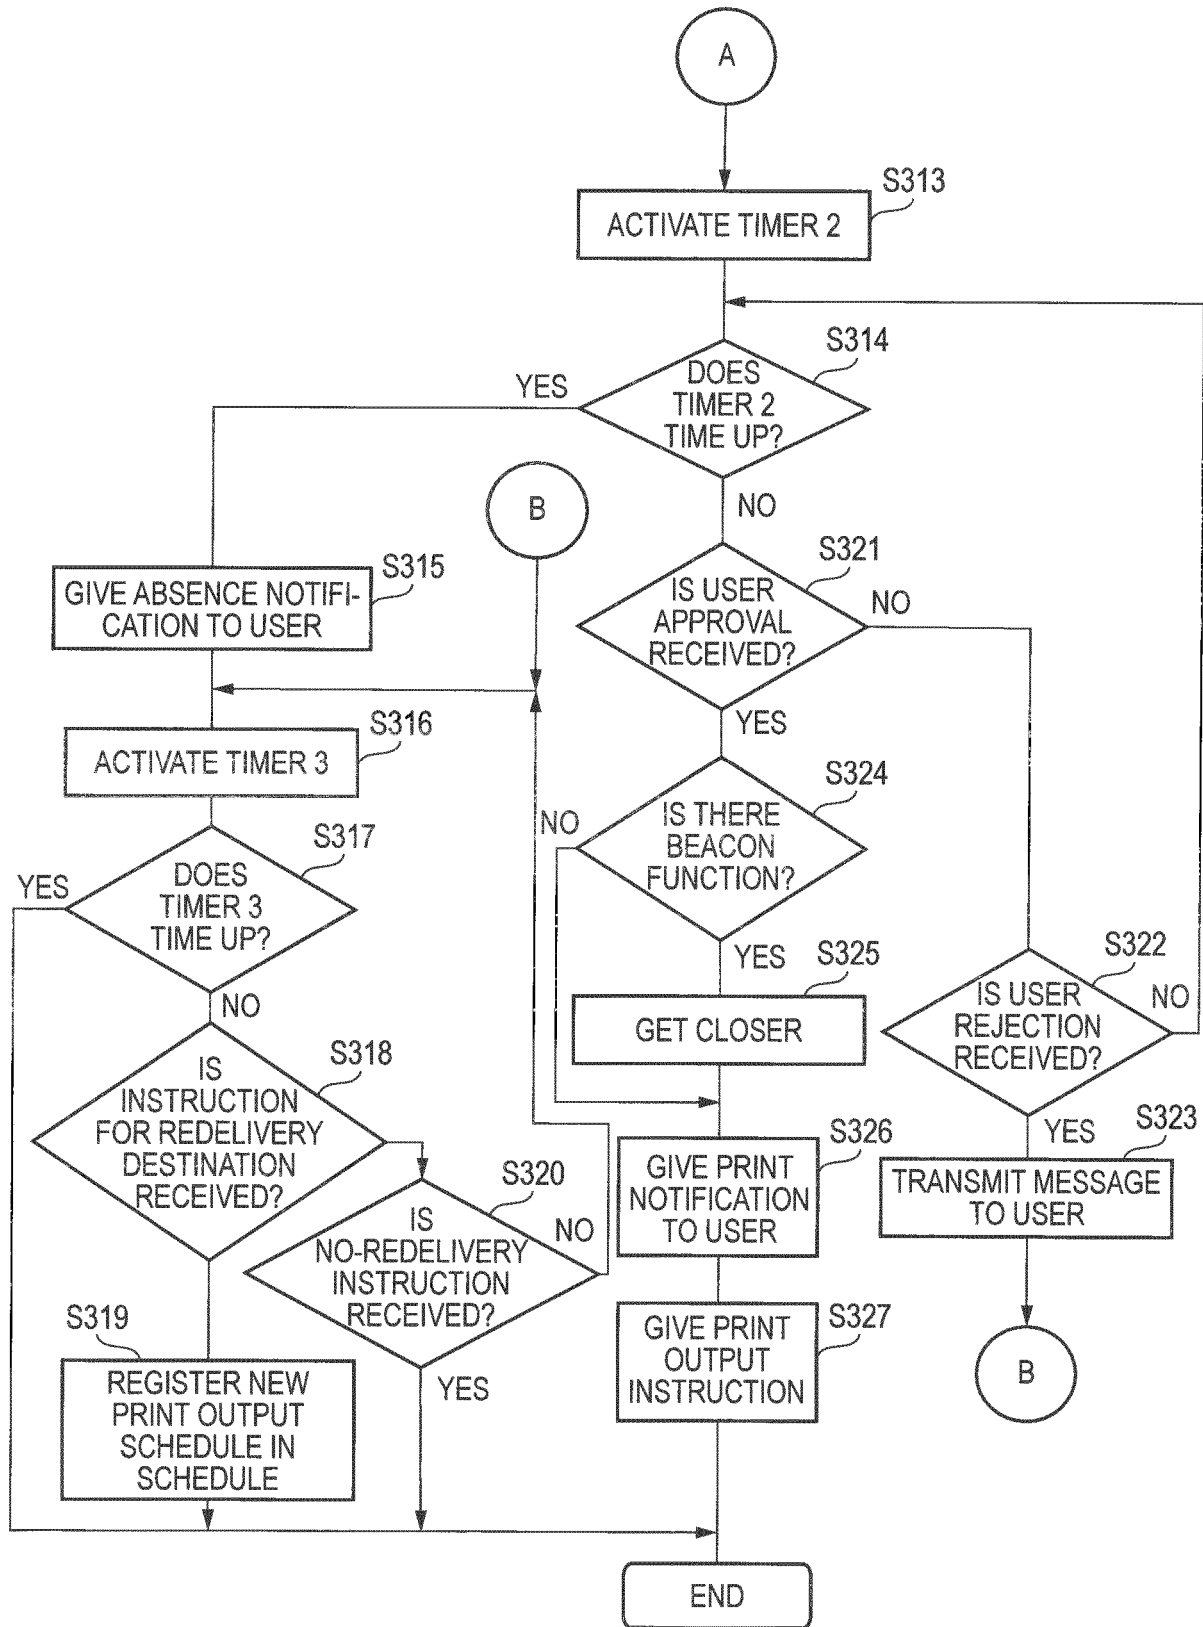 A
S313
ACTIVATE TIMER 2
S314
DOES
TIMER 2
TIME UP?
YES
NO
B
S315
GIVE ABSENCE NOTIFI-
CATION TO USER
S321
IS USER
APPROVAL
RECEIVED?
NO
YES
S316
ACTIVATE TIMER 3
S324
IS THERE
BEACON
FUNCTION?
NO
YES
S317
DOES
TIMER 3
TIME UP?
YES
NO
S325
GET CLOSER
S322
IS USER
REJECTION
RECEIVED?
NO
YES
S318
IS
INSTRUCTION
FOR REDELIVERY
DESTINATION
RECEIVED?
S320
IS
NO-REDELIVERY
INSTRUCTION
RECEIVED?
NO
YES
S326
GIVE PRINT
NOTIFICATION
TO USER
S323
TRANSMIT MESSAGE
TO USER
S319
REGISTER NEW
PRINT OUTPUT
SCHEDULE IN
SCHEDULE
S327
GIVE PRINT
OUTPUT
INSTRUCTION
B
END